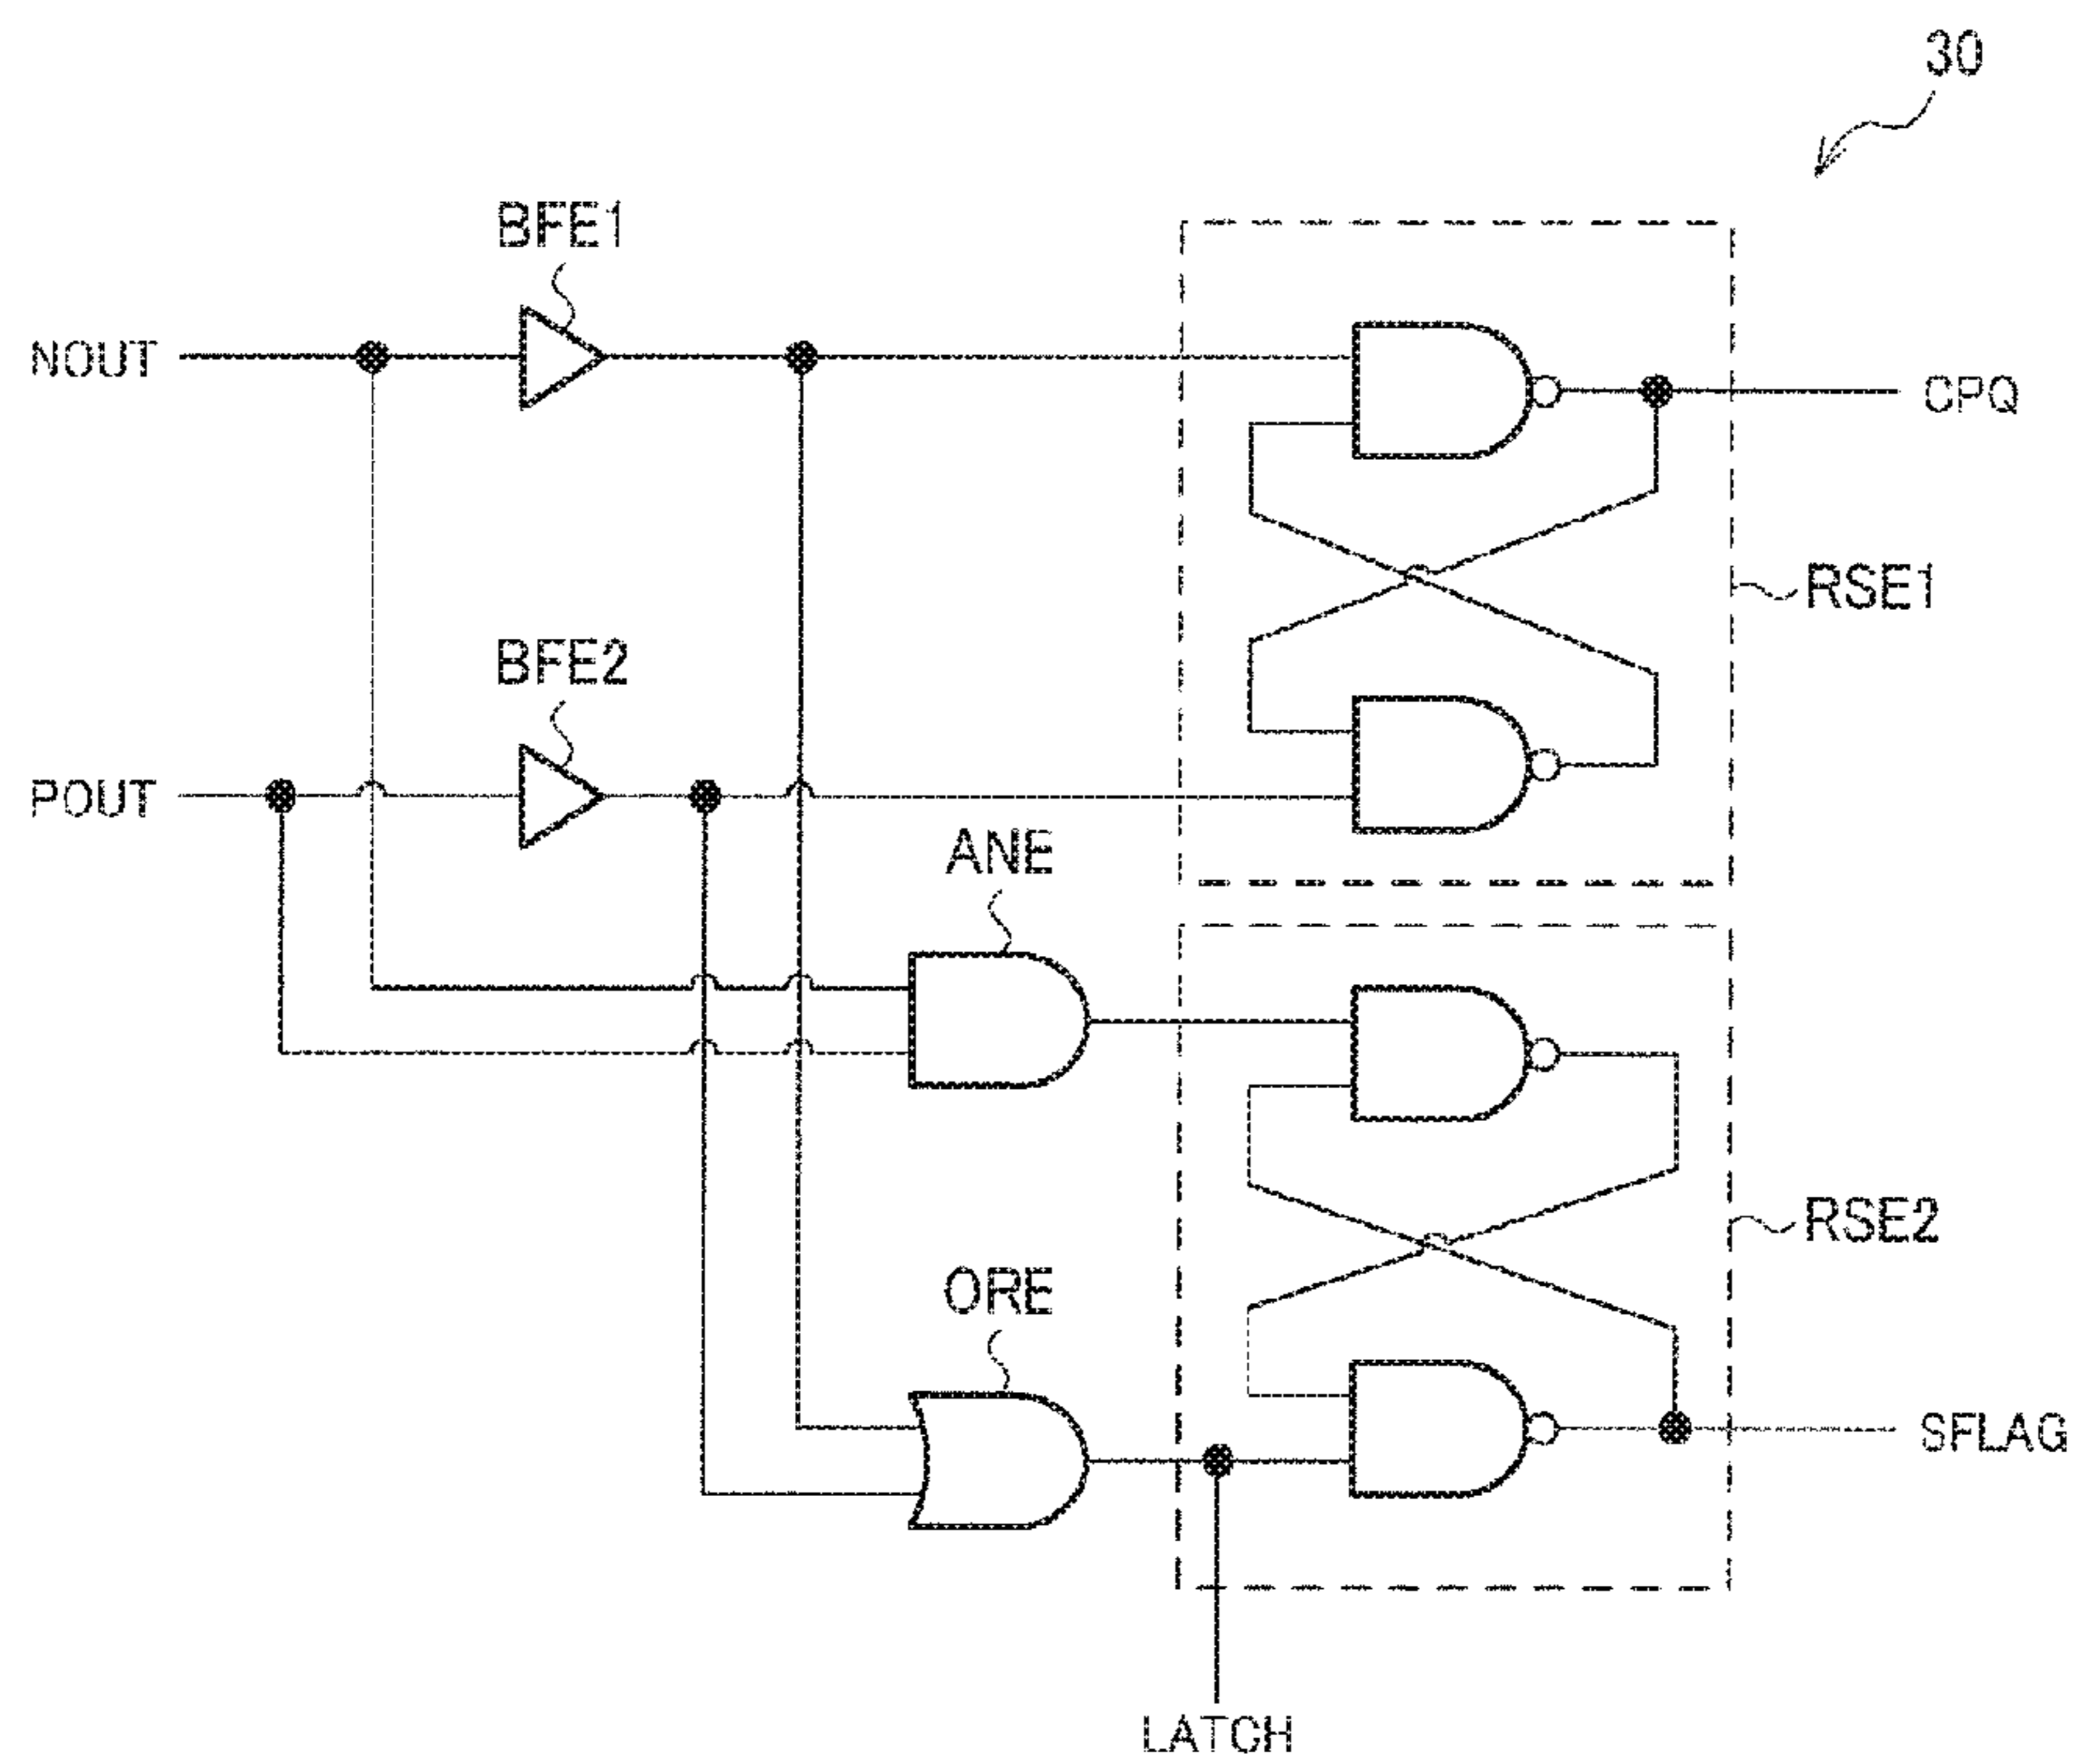 30
BFE1
NOUT
CPQ
RSE1
BFE2
POUT
ANE
RSE2
ORE
SFLAG
LATCH